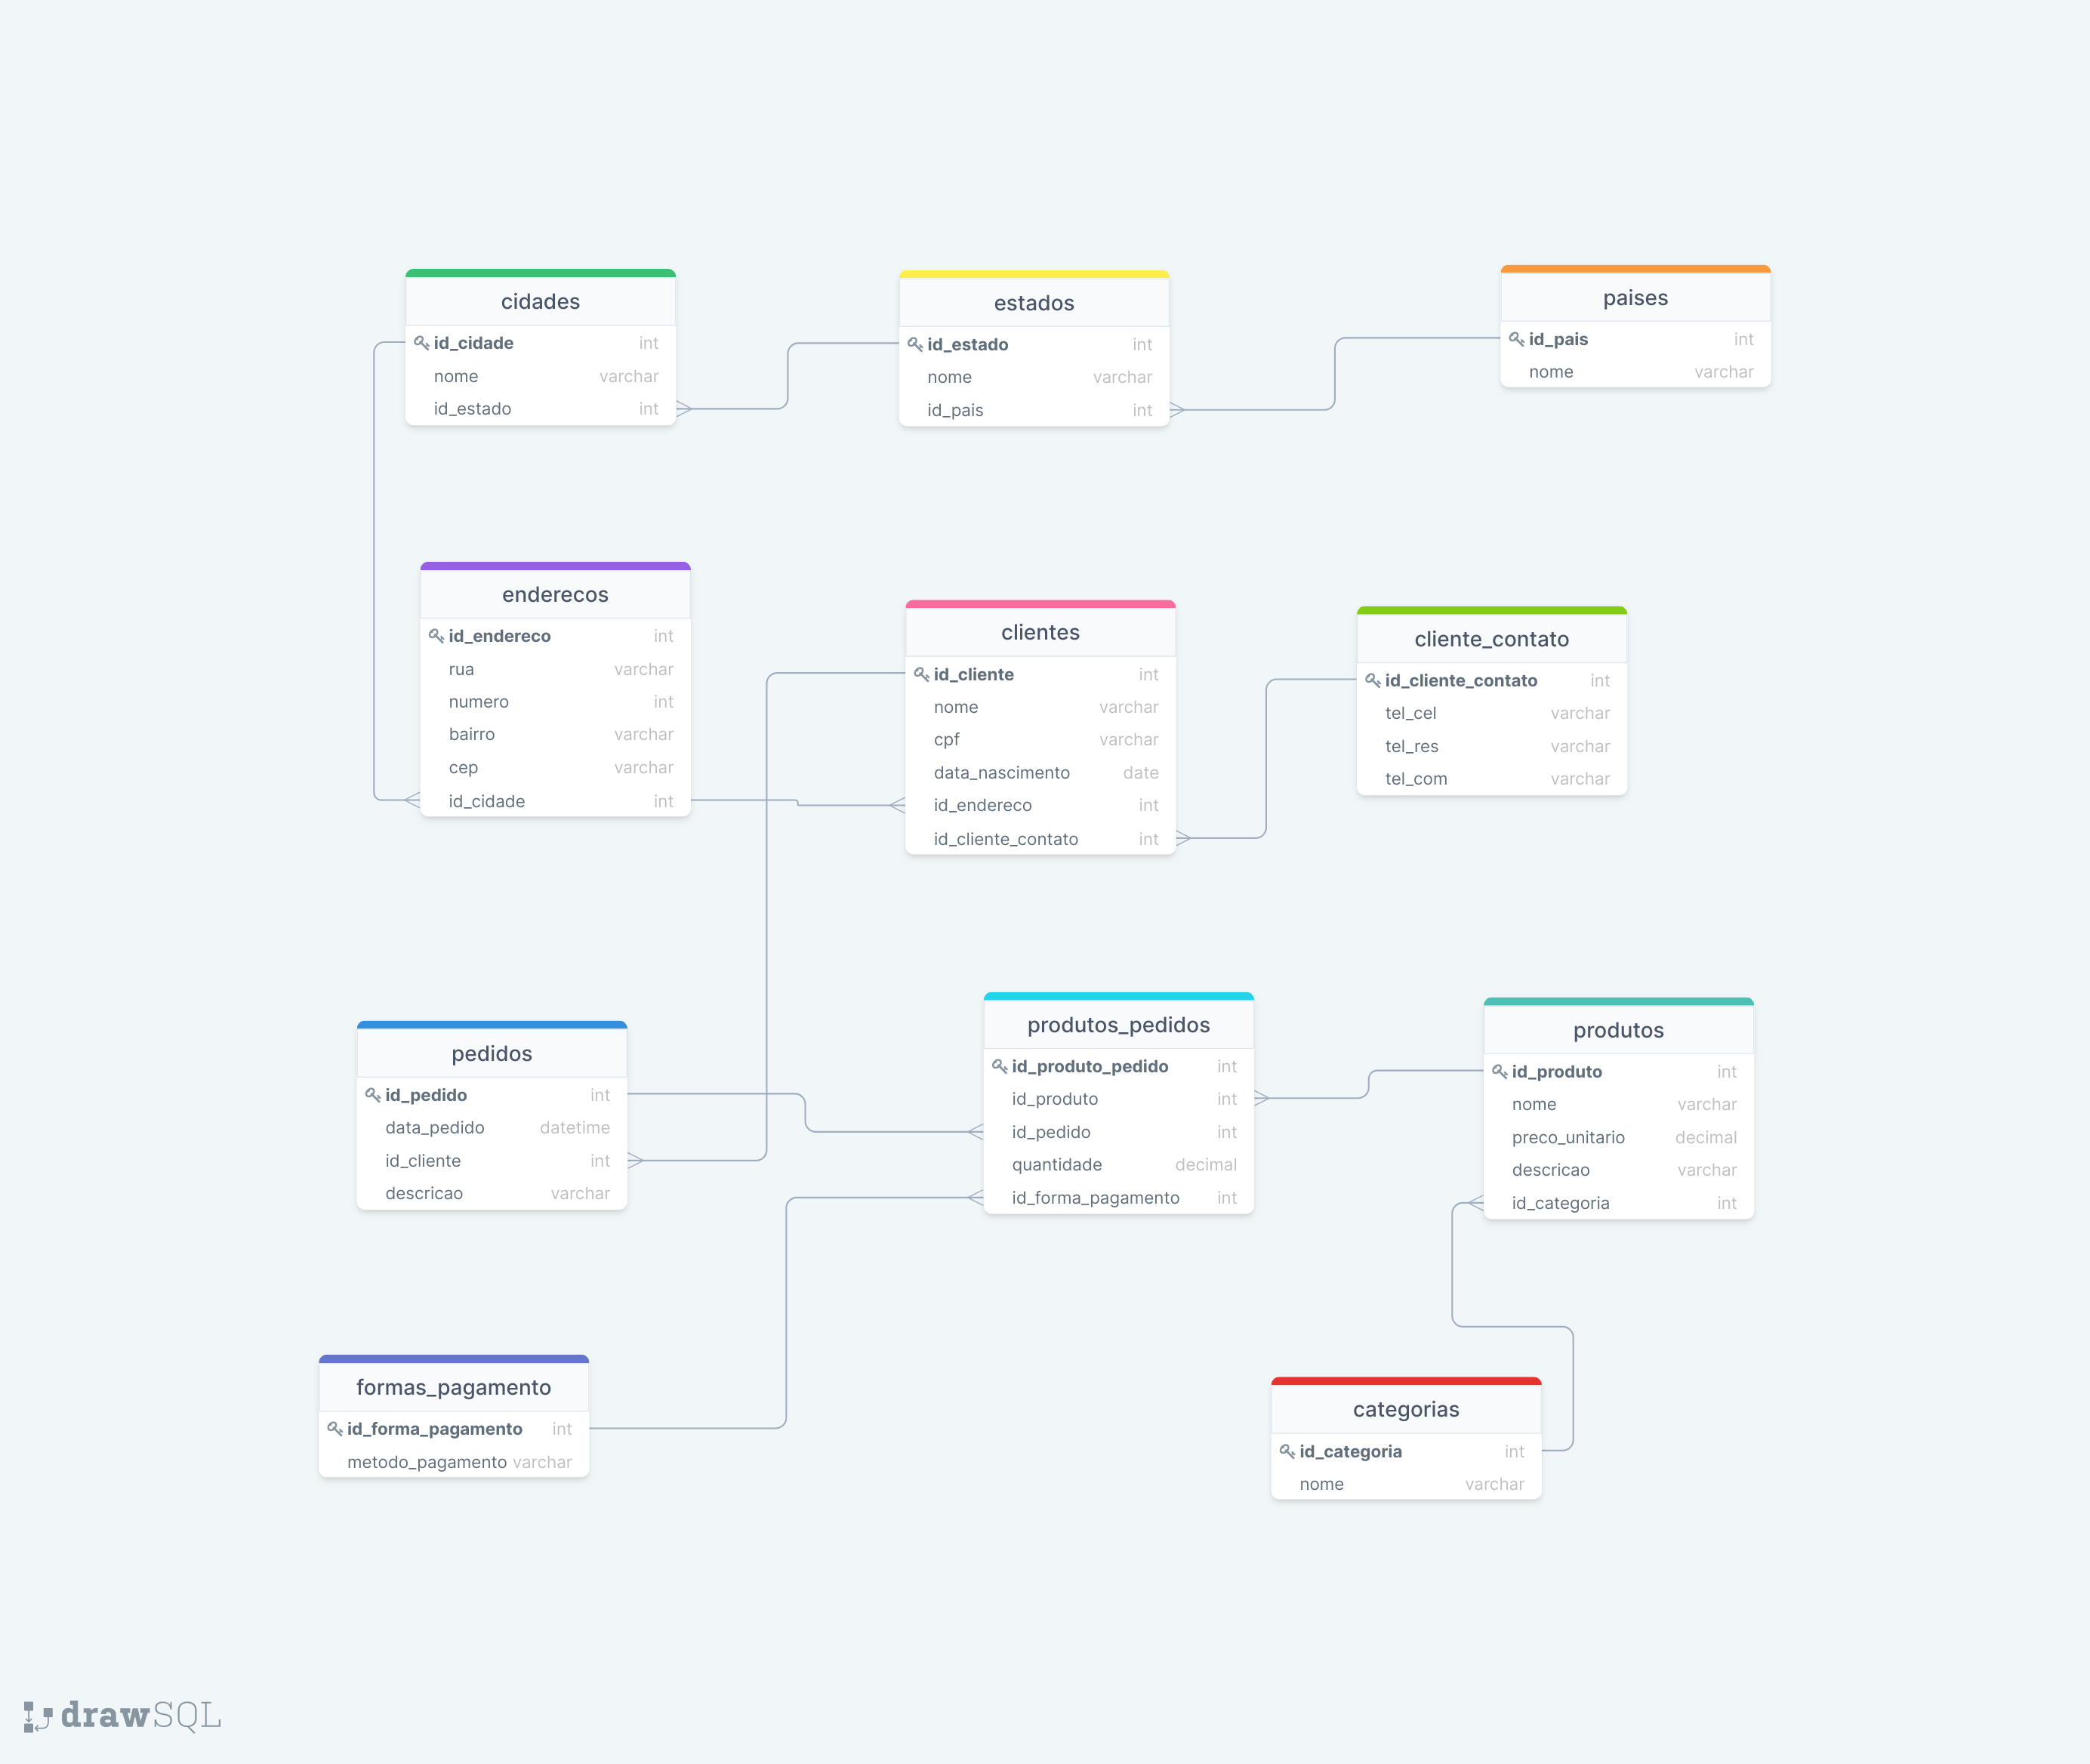 cidades
id_cidade int
nome varchar
id_estado int
estados
id_estado int
nome varchar
id_pais int
paises
id_pais int
nome varchar
enderecos
id_endereco int
rua varchar
numero int
bairro varchar
cep varchar
id_cidade int
clientes
id_cliente int
nome varchar
cpf varchar
data_nascimento date
id_endereco int
id_cliente_contato int
cliente_contato
id_cliente_contato int
tel_cel varchar
tel_res varchar
tel_com varchar
pedidos
id_pedido int
data_pedido datetime
id_cliente int
descricao varchar
produtos_pedidos
id_produto_pedido int
id_produto int
id_pedido int
quantidade decimal
id_forma_pagamento int
produtos
id_produto int
nome varchar
preco_unitario decimal
descricao varchar
id_categoria int
formas_pagamento
id_forma_pagamento int
metodo_pagamento varchar
categorias
id_categoria int
nome varchar
drawSQL